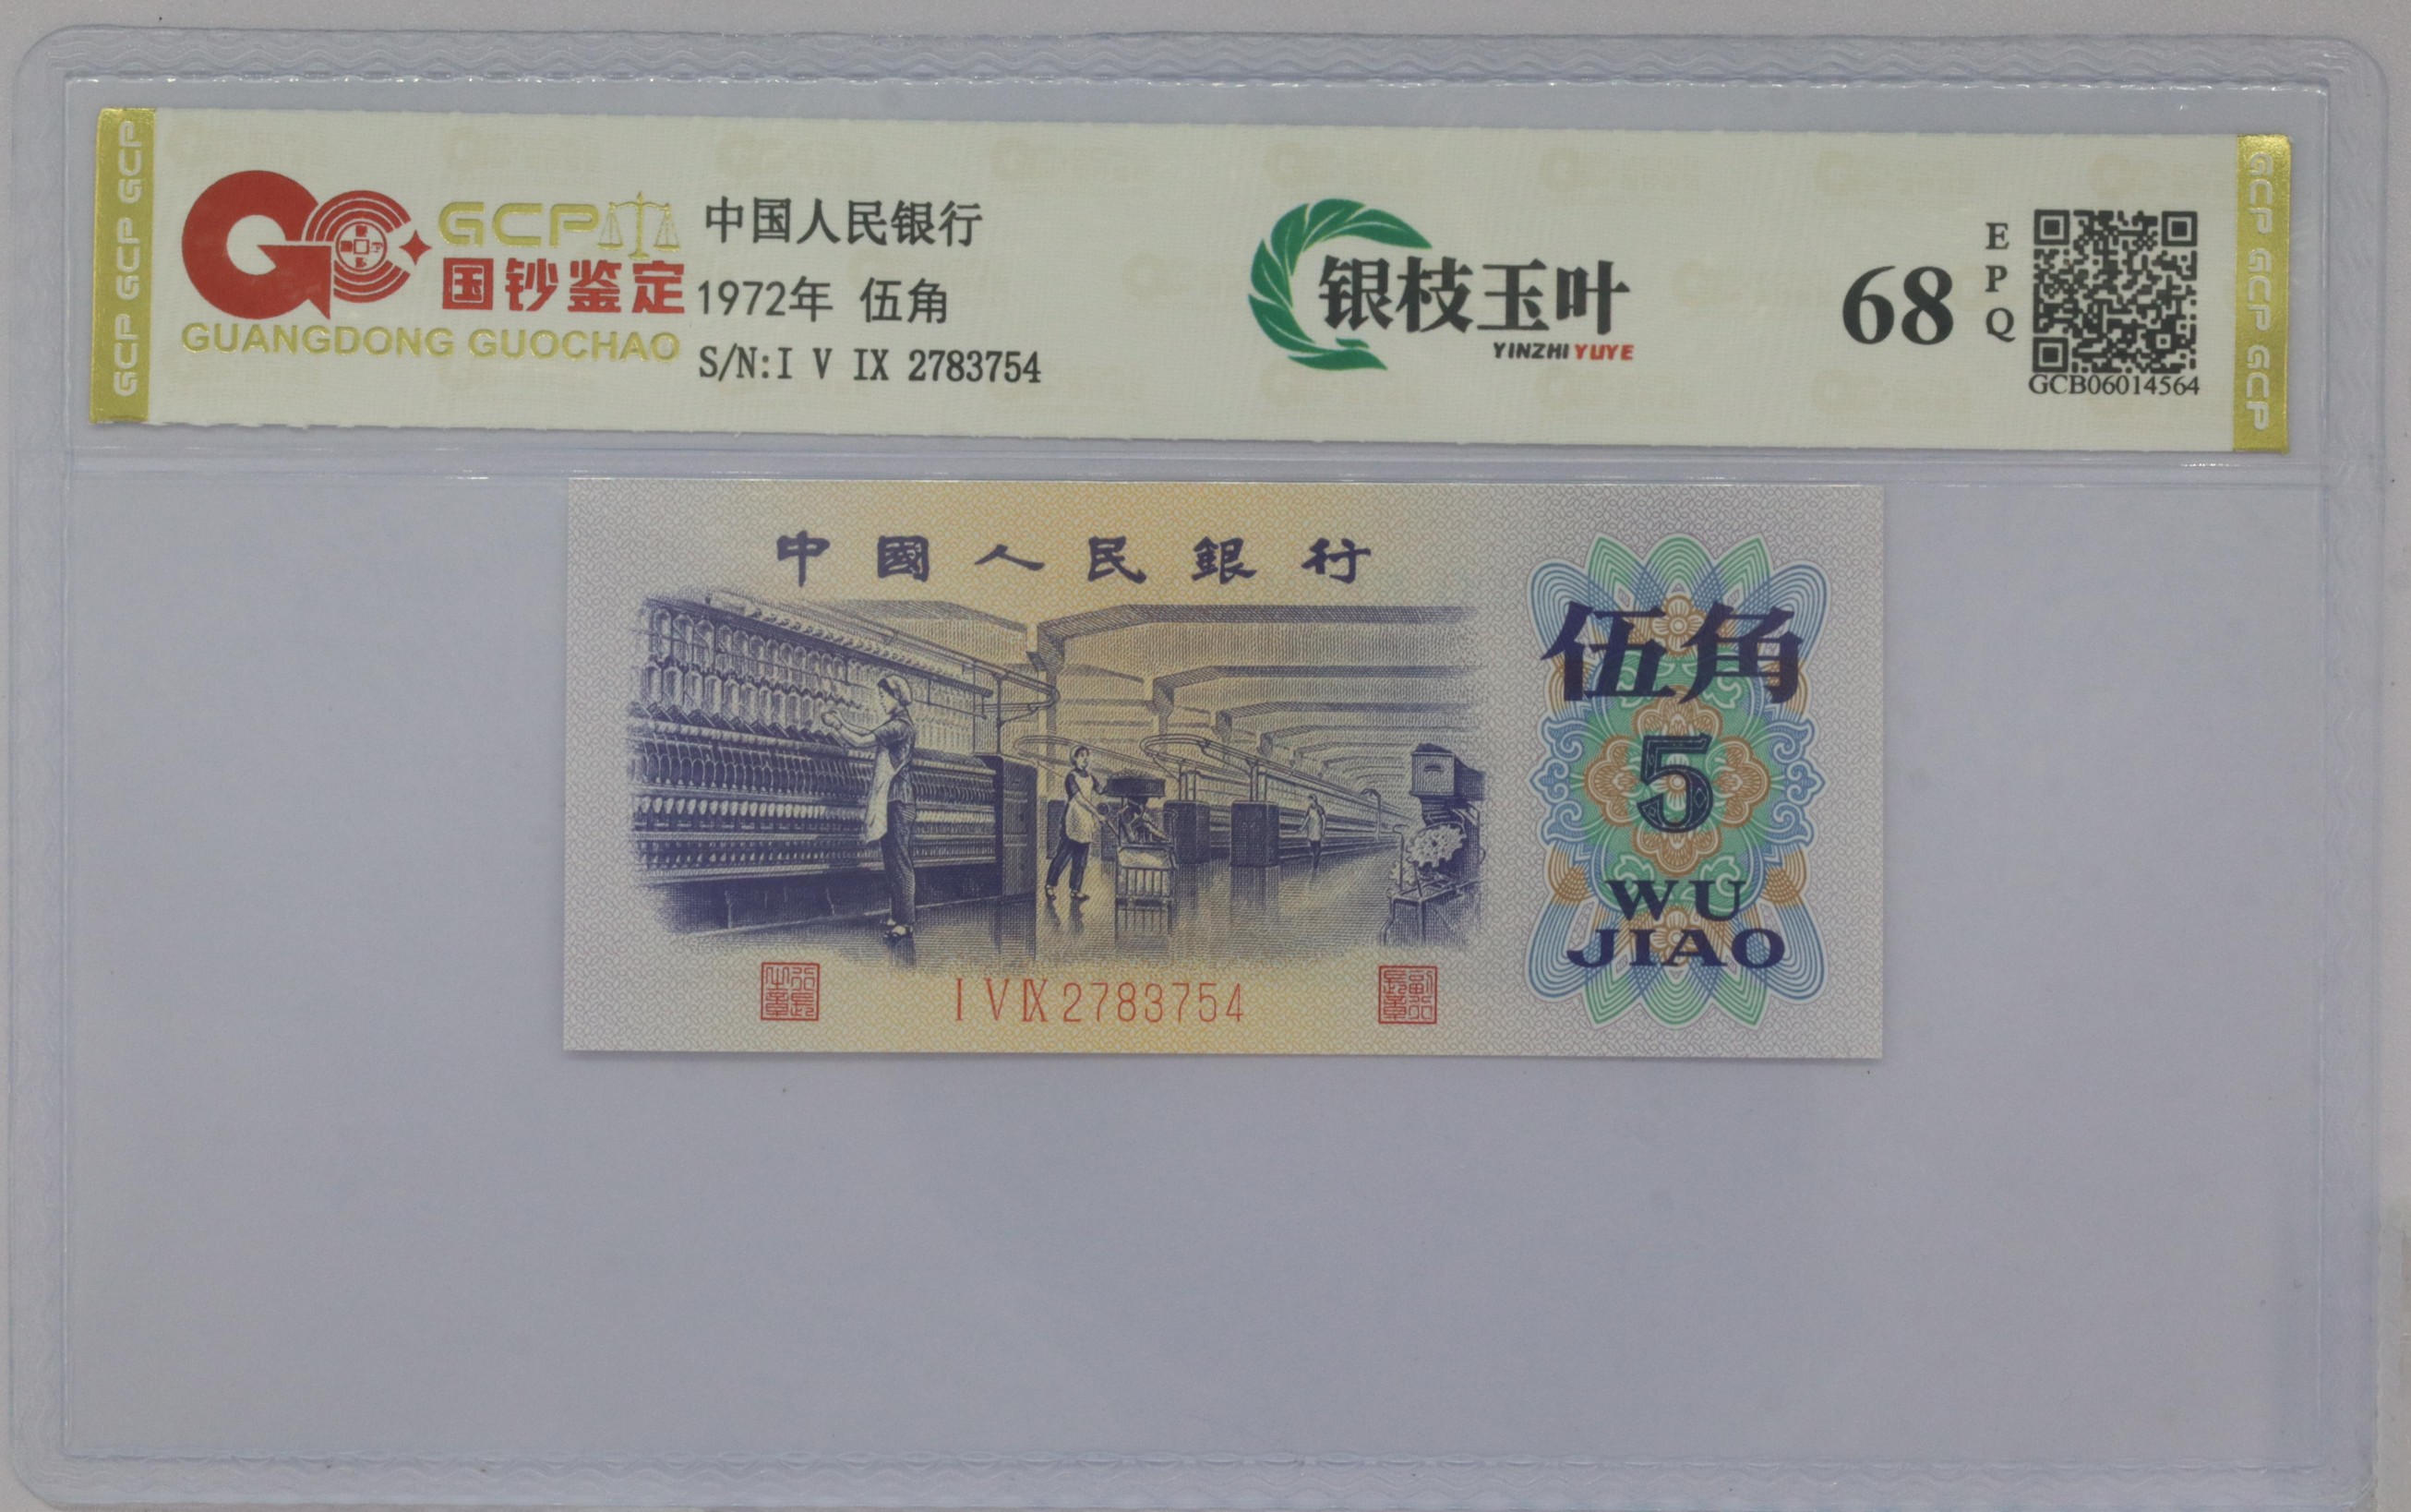 GCP GCP GCP
GCP
国钞鉴定
GUANGDONG GUOCHAO
中国人民银行
1972年 伍角
S/N:I V IX 2783754
银枝玉叶
YINZHI YUYE
68
EPQ
GCB06014564
GCP GCP GCP
中國人民銀行
伍角
5
WU
JIAO
I V IX 2783754